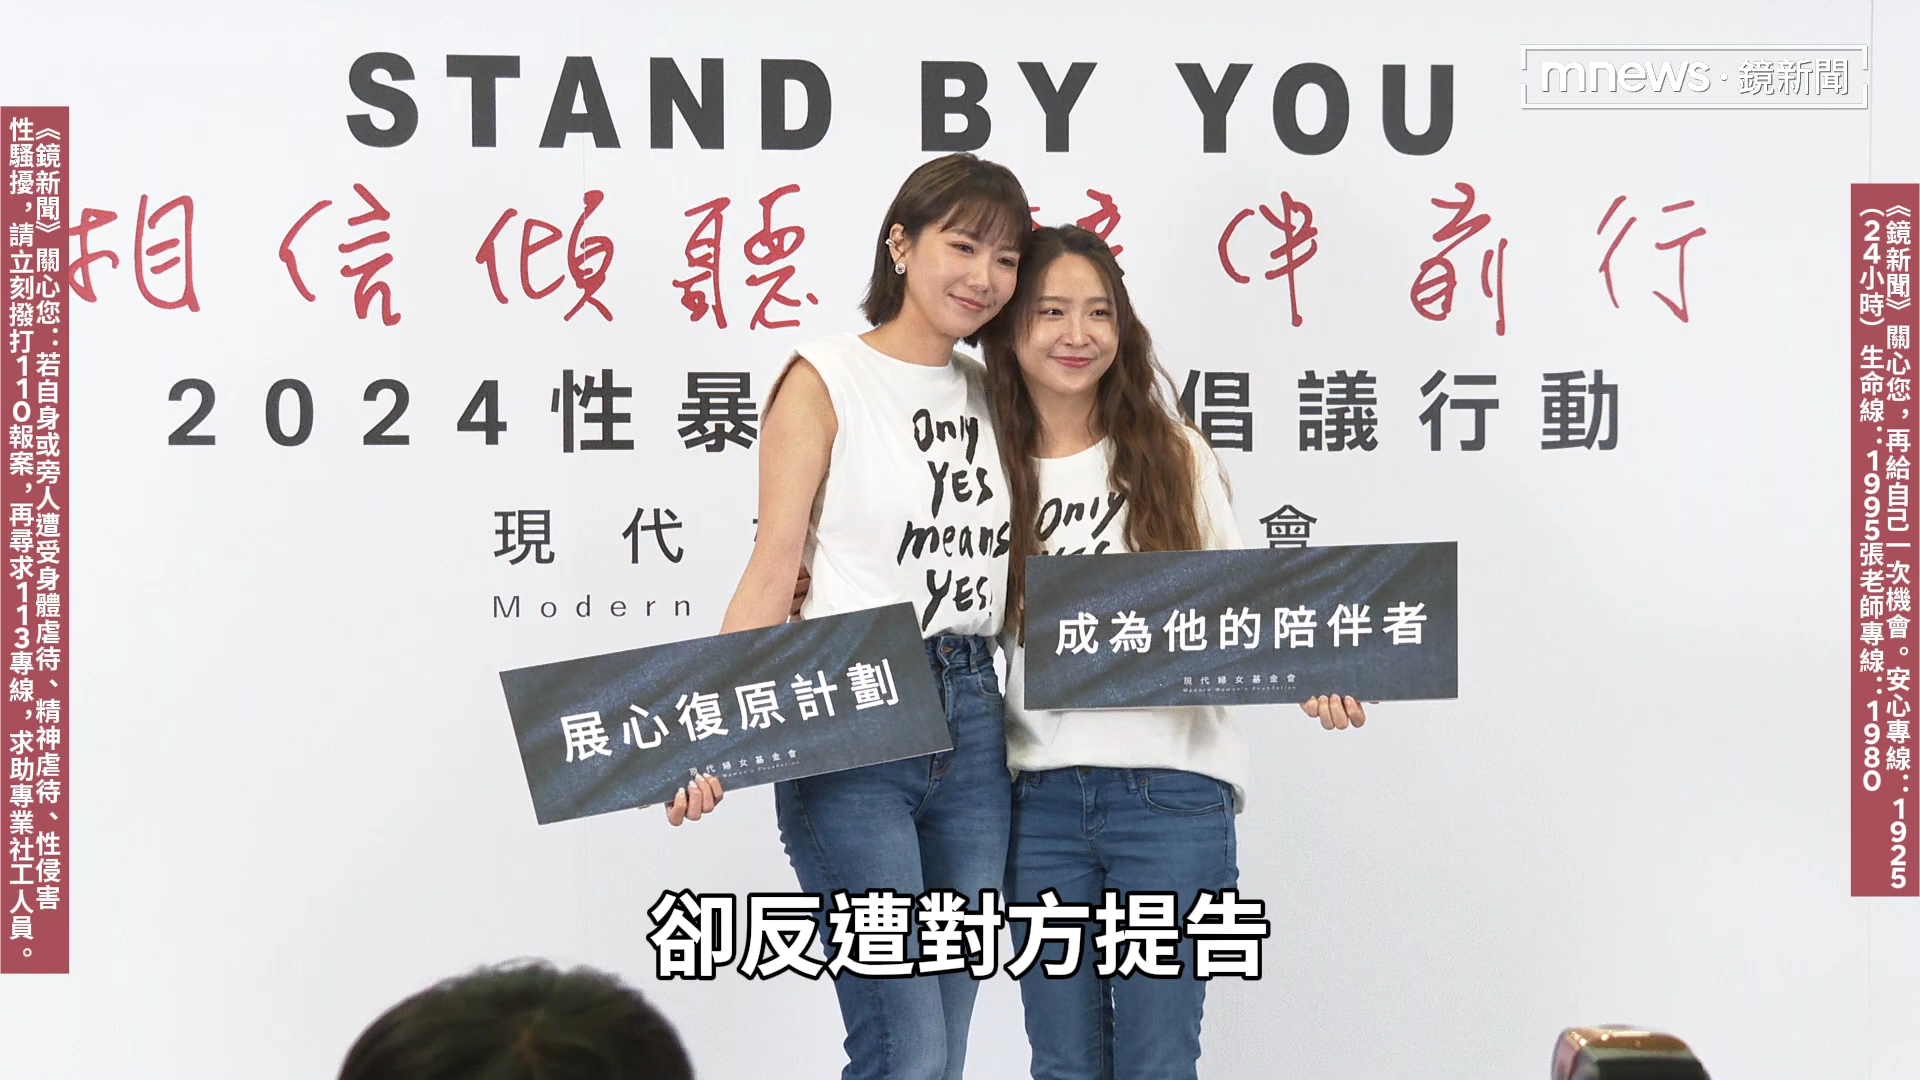 STAND BY YOU
mnews·鏡新聞
相信傾聽 伴前行
2024性暴 倡議行動
現代 會
Modern
Only
YES
means
YES!
Only
YES
展心復原計劃
現代婦女基金會
成為他的陪伴者
現代婦女基金會
Modern Women's Foundation
卻反遭對方提告
《鏡新聞》關心您：若自身或旁人遭受身體虐待、精神虐待、性侵害
性騷擾，請立刻撥打110報案，再尋求113專線，求助專業社工人員。
《鏡新聞》關心您，再給自己一次機會。安心專線：1925
（24小時）生命線：1995張老師專線：1980